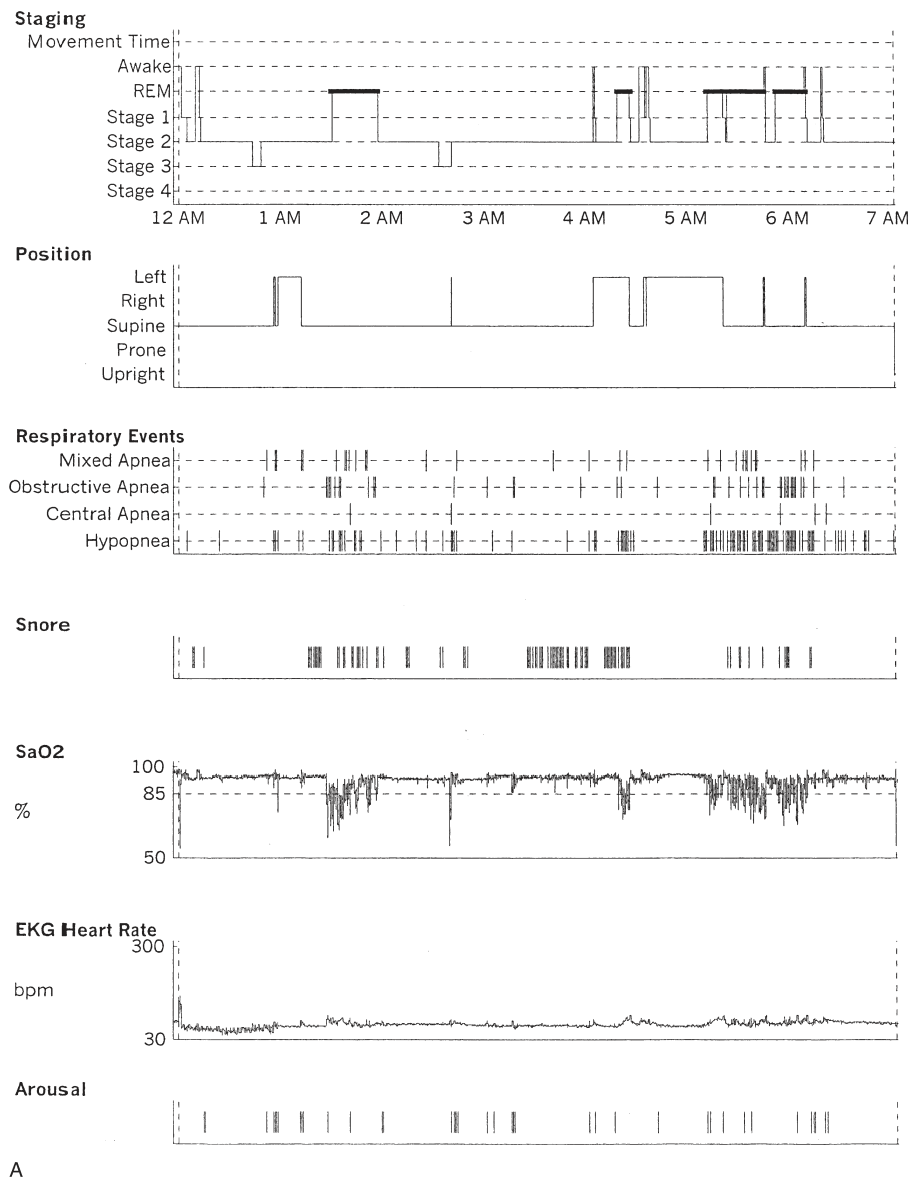 Staging
Movement Time
Awake
REM
Stage 1
Stage 2
Stage 3
Stage 4
12 AM 1 AM 2 AM 3 AM 4 AM 5 AM 6 AM 7 AM
Position
Left
Right
Supine
Prone
Upright
Respiratory Events
Mixed Apnea
Obstructive Apnea
Central Apnea
Hypopnea
Snore
SaO2
100
85
%
50
EKG Heart Rate
300
bpm
30
Arousal
A